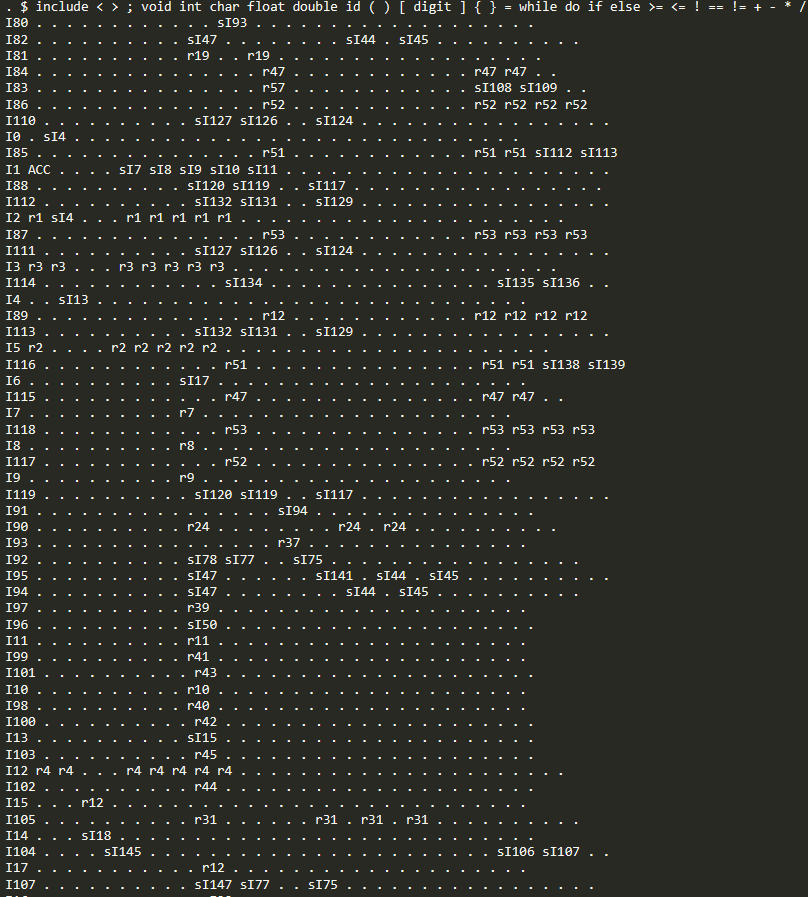 . $ include < > ; void int char float double id ( ) [ digit ] { } = while do if else >= <= ! == != + - * /
I80 . . . . . . . . . . . . sI93 . . . . . . . . . . . . . . . . . . .
I82 . . . . . . . . . . sI47 . . . . . . . . sI44 . sI45 . . . . . . . . . .
I81 . . . . . . . . . . r19 . . r19 . . . . . . . . . . . . . . . . . .
I84 . . . . . . . . . . . . . . . r47 . . . . . . . . . . . . r47 r47 . .
I83 . . . . . . . . . . . . . . . r57 . . . . . . . . . . . . sI108 sI109 . .
I86 . . . . . . . . . . . . . . . r52 . . . . . . . . . . . . r52 r52 r52 r52
I110 . . . . . . . . . . sI127 sI126 . . sI124 . . . . . . . . . . . . . . . . .
I0 . sI4 . . . . . . . . . . . . . . . . . . . . . . . . . . . . . .
I85 . . . . . . . . . . . . . . . r51 . . . . . . . . . . . . r51 r51 sI112 sI113
I1 ACC . . . . sI7 sI8 sI9 sI10 sI11 . . . . . . . . . . . . . . . . . . . . . .
I88 . . . . . . . . . . sI120 sI119 . . sI117 . . . . . . . . . . . . . . . . .
I112 . . . . . . . . . . sI132 sI131 . . sI129 . . . . . . . . . . . . . . . . .
I2 r1 sI4 . . . r1 r1 r1 r1 r1 . . . . . . . . . . . . . . . . . . . . . .
I87 . . . . . . . . . . . . . . . r53 . . . . . . . . . . . . r53 r53 r53 r53
I111 . . . . . . . . . . sI127 sI126 . . sI124 . . . . . . . . . . . . . . . . .
I3 r3 r3 . . . r3 r3 r3 r3 r3 . . . . . . . . . . . . . . . . . . . . . .
I114 . . . . . . . . . . . . sI134 . . . . . . . . . . . . . . . sI135 sI136 . .
I4 . . sI13 . . . . . . . . . . . . . . . . . . . . . . . . . . . . .
I89 . . . . . . . . . . . . . . . r12 . . . . . . . . . . . . r12 r12 r12 r12
I113 . . . . . . . . . . sI132 sI131 . . sI129 . . . . . . . . . . . . . . . . .
I5 r2 . . . . r2 r2 r2 r2 r2 . . . . . . . . . . . . . . . . . . . . . .
I116 . . . . . . . . . . . . r51 . . . . . . . . . . . . . . . r51 r51 sI138 sI139
I6 . . . . . . . . . . sI17 . . . . . . . . . . . . . . . . . . . . .
I115 . . . . . . . . . . . . r47 . . . . . . . . . . . . . . . r47 r47 . .
I7 . . . . . . . . . . r7 . . . . . . . . . . . . . . . . . . . . .
I118 . . . . . . . . . . . . r53 . . . . . . . . . . . . . . . r53 r53 r53 r53
I8 . . . . . . . . . . r8 . . . . . . . . . . . . . . . . . . . . .
I117 . . . . . . . . . . . . r52 . . . . . . . . . . . . . . . r52 r52 r52 r52
I9 . . . . . . . . . . r9 . . . . . . . . . . . . . . . . . . . . .
I119 . . . . . . . . . . sI120 sI119 . . sI117 . . . . . . . . . . . . . . . . .
I91 . . . . . . . . . . . . . . . . sI94 . . . . . . . . . . . . . . .
I90 . . . . . . . . . . r24 . . . . . . . . r24 . r24 . . . . . . . . . .
I93 . . . . . . . . . . . . . . . . r37 . . . . . . . . . . . . . . .
I92 . . . . . . . . . . sI78 sI77 . . sI75 . . . . . . . . . . . . . . . . .
I95 . . . . . . . . . . sI47 . . . . . . sI141 . sI44 . sI45 . . . . . . . . . .
I94 . . . . . . . . . . sI47 . . . . . . . . sI44 . sI45 . . . . . . . . . .
I97 . . . . . . . . . . r39 . . . . . . . . . . . . . . . . . . . . .
I96 . . . . . . . . . . sI50 . . . . . . . . . . . . . . . . . . . . .
I11 . . . . . . . . . . r11 . . . . . . . . . . . . . . . . . . . . .
I99 . . . . . . . . . . r41 . . . . . . . . . . . . . . . . . . . . .
I101 . . . . . . . . . . r43 . . . . . . . . . . . . . . . . . . . . .
I10 . . . . . . . . . . r10 . . . . . . . . . . . . . . . . . . . . .
I98 . . . . . . . . . . r40 . . . . . . . . . . . . . . . . . . . . .
I100 . . . . . . . . . . r42 . . . . . . . . . . . . . . . . . . . . .
I13 . . . . . . . . . . sI15 . . . . . . . . . . . . . . . . . . . . .
I103 . . . . . . . . . . r45 . . . . . . . . . . . . . . . . . . . . .
I12 r4 r4 . . . r4 r4 r4 r4 r4 . . . . . . . . . . . . . . . . . . . . . .
I102 . . . . . . . . . . r44 . . . . . . . . . . . . . . . . . . . . .
I15 . . . r12 . . . . . . . . . . . . . . . . . . . . . . . . . . . .
I105 . . . . . . . . . . r31 . . . . . . r31 . r31 . r31 . . . . . . . . . .
I14 . . . sI18 . . . . . . . . . . . . . . . . . . . . . . . . . . . .
I104 . . . . sI145 . . . . . . . . . . . . . . . . . . . . . . . sI106 sI107 . .
I17 . . . . . . . . . . . r12 . . . . . . . . . . . . . . . . . . . .
I107 . . . . . . . . . . sI147 sI77 . . sI75 . . . . . . . . . . . . . . . . .